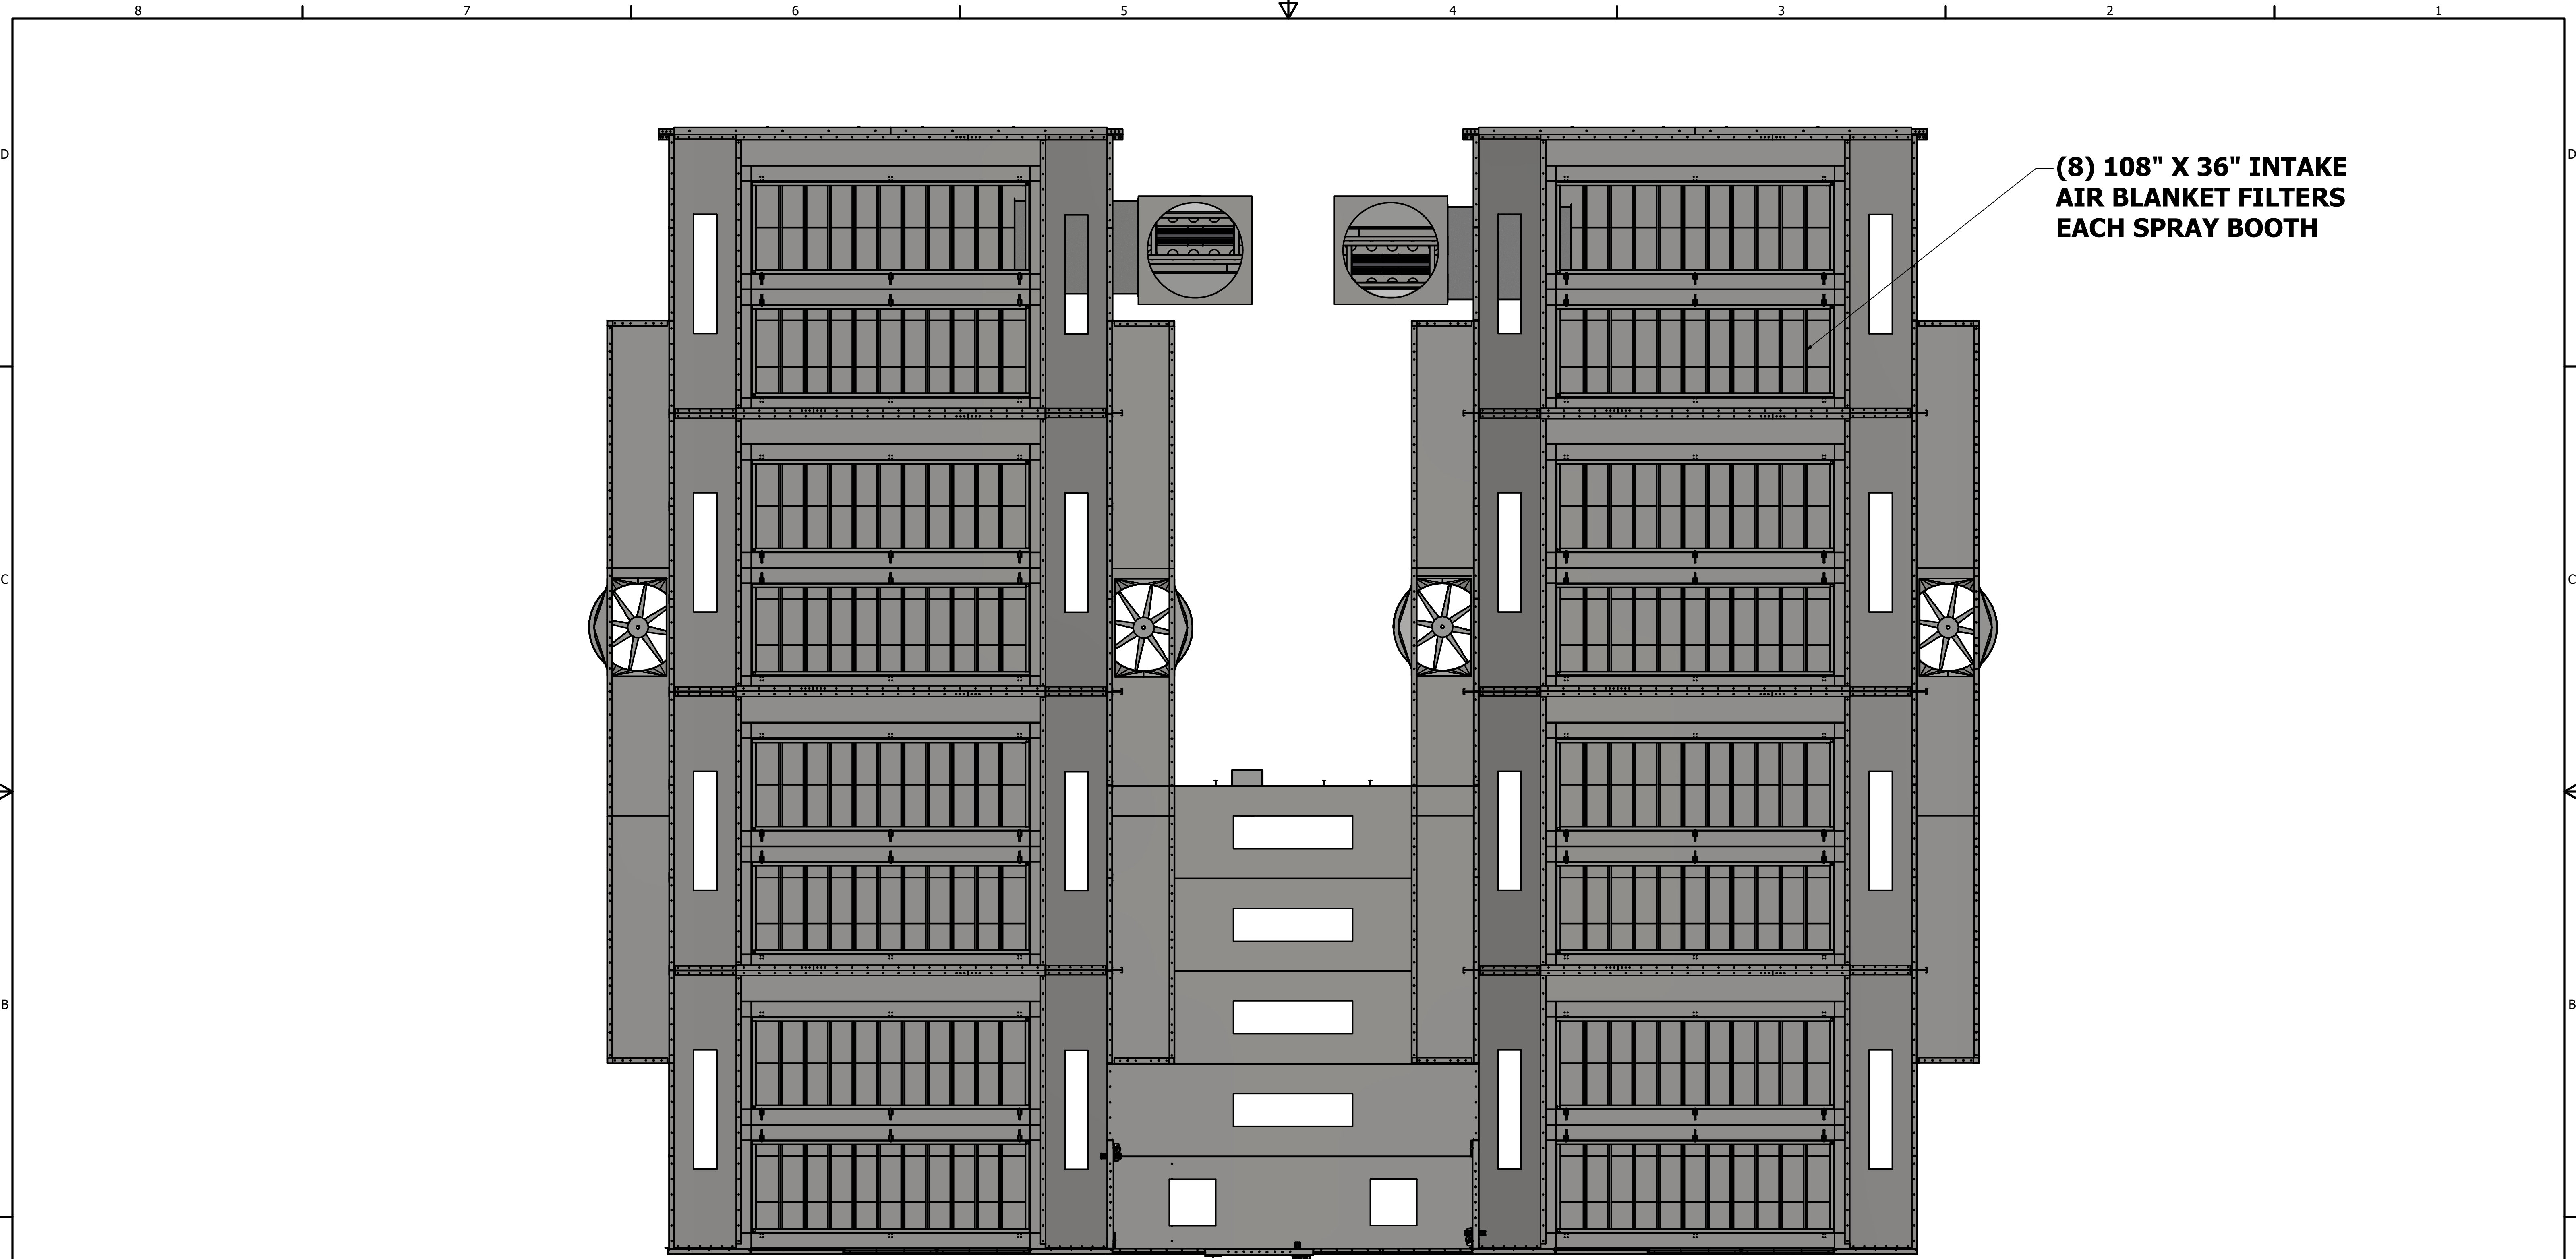 8 7 6 5 4 3 2 1
D D
(8) 108" X 36" INTAKE
AIR BLANKET FILTERS
EACH SPRAY BOOTH
C C
B B